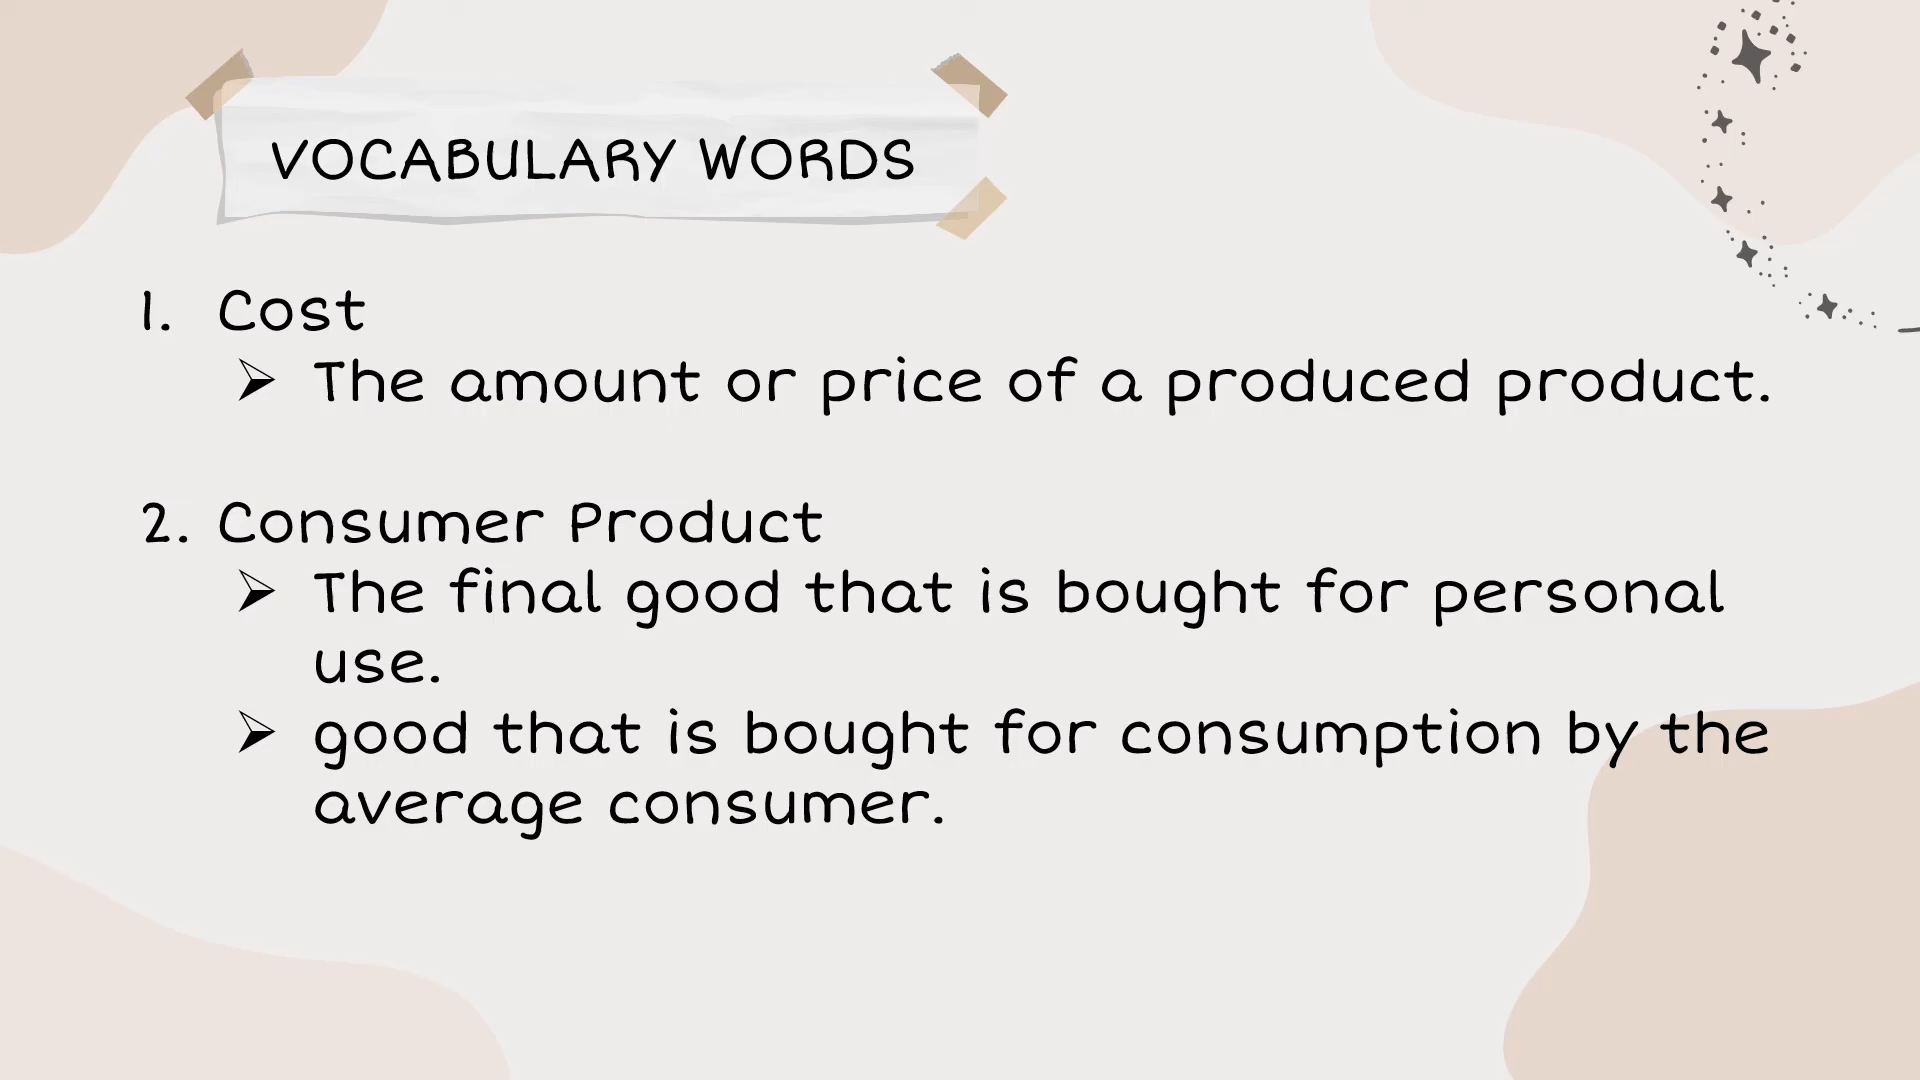 VOCABULARY WORDS
1. Cost
➢ The amount or price of a produced product.
2. Consumer Product
➢ The final good that is bought for personal
use.
➢ good that is bought for consumption by the
average consumer.